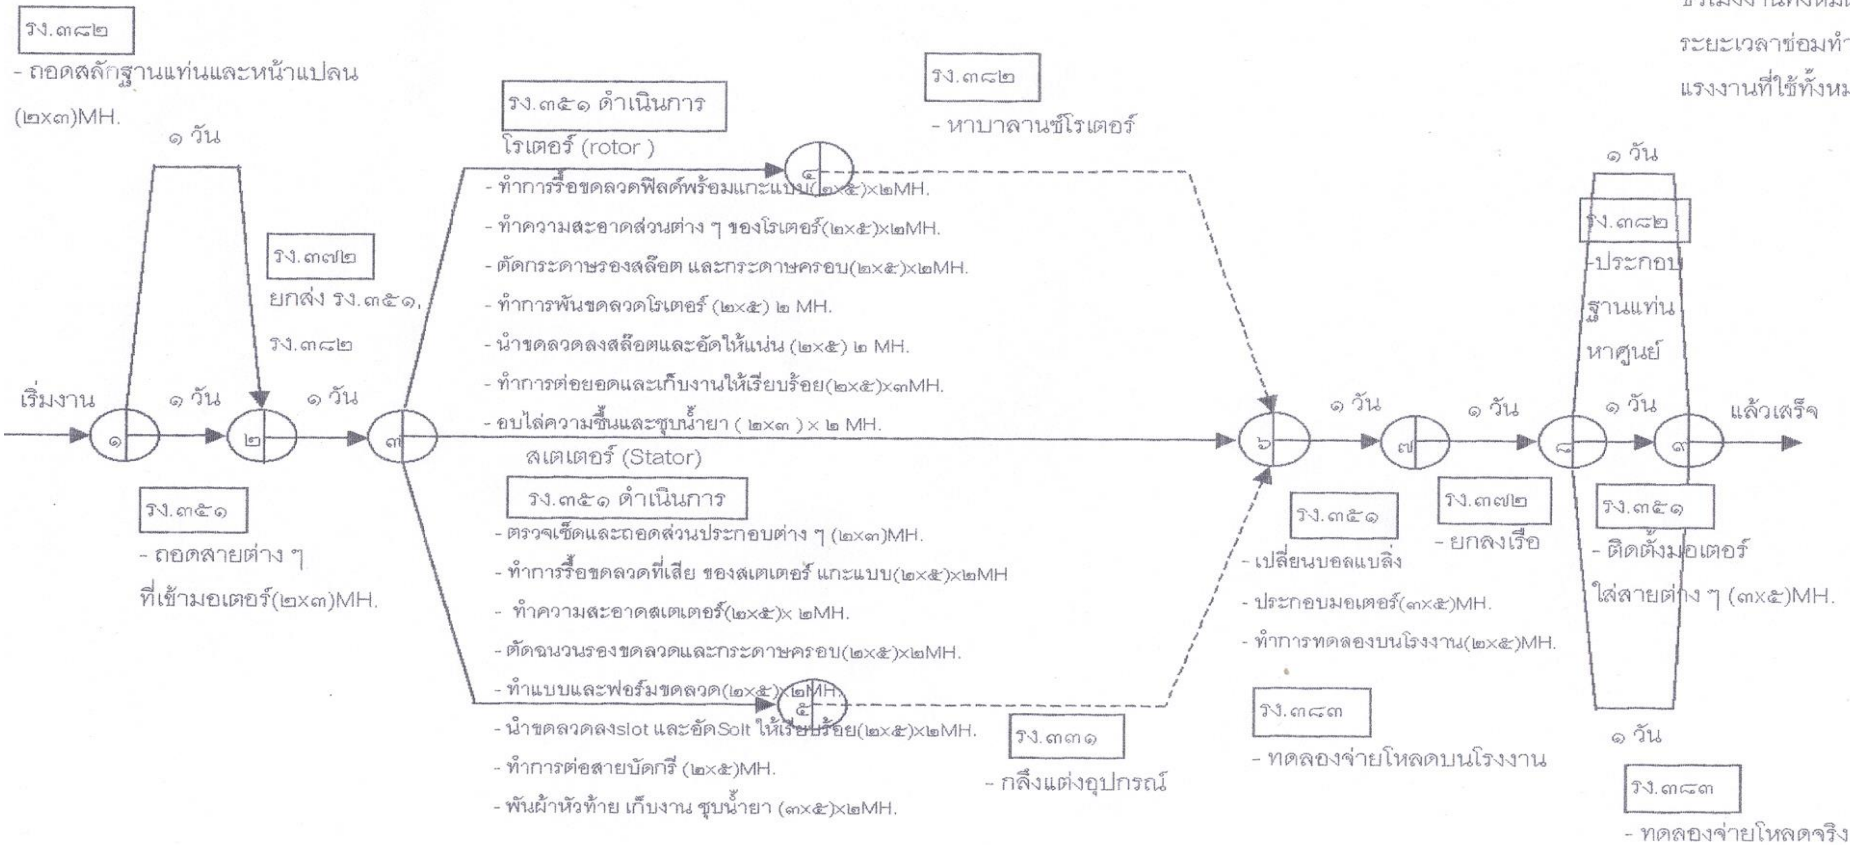 รง.๓๘๒
- ถอดสลักฐานแท่นและหน้าแปลน
(๒x๓)MH.
๑ วัน
ระยะเวลาซ่อมทำ
รง.๓๗๒
ยกส่ง รง.๓๕๑,
รง.๓๘๒
เริ่มงาน
๑
๑ วัน
๒
๑ วัน
๓
รง.๓๕๑
- ถอดสายต่าง ๆ
ที่เข้ามอเตอร์(๒x๓)MH.
รง.๓๕๑ ดำเนินการ
โรเตอร์ (rotor )
๔
- ทำการรื้อขดลวดฟิลด์พร้อมแกะแบบ(๒x๕)x๒MH.
- ทำความสะอาดส่วนต่าง ๆ ของโรเตอร์(๒x๕)x๒MH.
- ตัดกระดาษรองสล๊อต และกระดาษครอบ(๒x๕)x๒MH.
- ทำการพันขดลวดโรเตอร์ (๒x๕) ๒ MH.
- นำขดลวดลงสล๊อตและอัดให้แน่น (๒x๕) ๒ MH.
- ทำการต่อยอดและเก็บงานให้เรียบร้อย(๒x๕)x๓MH.
- อบไล่ความชื้นและชุบน้ำยา ( ๒x๓ ) x ๒ MH.
สเตเตอร์ (Stator)
รง.๓๕๑ ดำเนินการ
- ตรวจเช็คและถอดส่วนประกอบต่าง ๆ (๒x๓)MH.
- ทำการรื้อขดลวดที่เสีย ของสเตเตอร์ แกะแบบ(๒x๕)x๒MH
- ทำความสะอาดสเตเตอร์(๒x๕)x ๒MH.
- ตัดฉนวนรองขดลวดและกระดาษครอบ(๒x๕)x๒MH.
- ทำแบบและฟอร์มขดลวด(๒x๕)x๒MH.
๕
- นำขดลวดลงslot และอัดSolt ให้เรียบร้อย(๒x๕)x๒MH.
- ทำการต่อสายบัดกรี (๒x๕)MH.
- พันผ้าหัวท้าย เก็บงาน ชุบน้ำยา (๓x๕)x๒MH.
รง.๓๘๒
- หาบาลานซ์โรเตอร์
รง.๓๓๑
- กลึงแต่งอุปกรณ์
๖
๑ วัน
๗
๑ วัน
๘
๑ วัน
๙
แล้วเสร็จ
รง.๓๕๑
- เปลี่ยนบอลแบลิ่ง
- ประกอบมอเตอร์(๓x๕)MH.
- ทำการทดลองบนโรงงาน(๒x๕)MH.
รง.๓๘๓
- ทดลองจ่ายโหลดบนโรงงาน
รง.๓๗๒
- ยกลงเรือ
๑ วัน
รง.๓๘๒
-ประกอบ
ฐานแท่น
หาศูนย์
รง.๓๕๑
- ติดตั้งมอเตอร์
ใส่สายต่าง ๆ (๓x๕)MH.
๑ วัน
รง.๓๘๓
- ทดลองจ่ายโหลดจริง